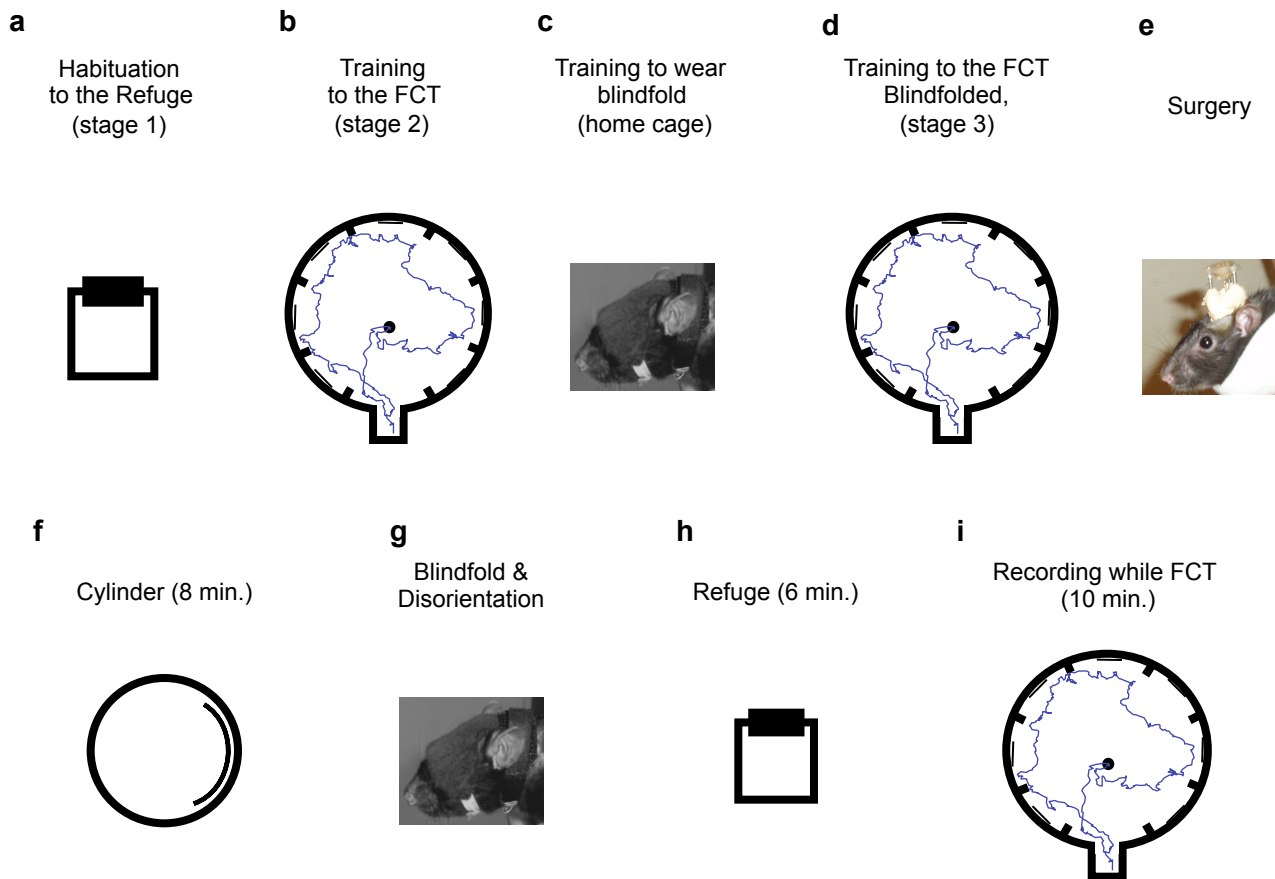 a
Habituation
to the Refuge
(stage 1)
b
Training
to the FCT
(stage 2)
c
Training to wear
blindfold
(home cage)
d
Training to the FCT
Blindfolded,
(stage 3)
e
Surgery
f
Cylinder (8 min.)
g
Blindfold &
Disorientation
h
Refuge (6 min.)
i
Recording while FCT
(10 min.)